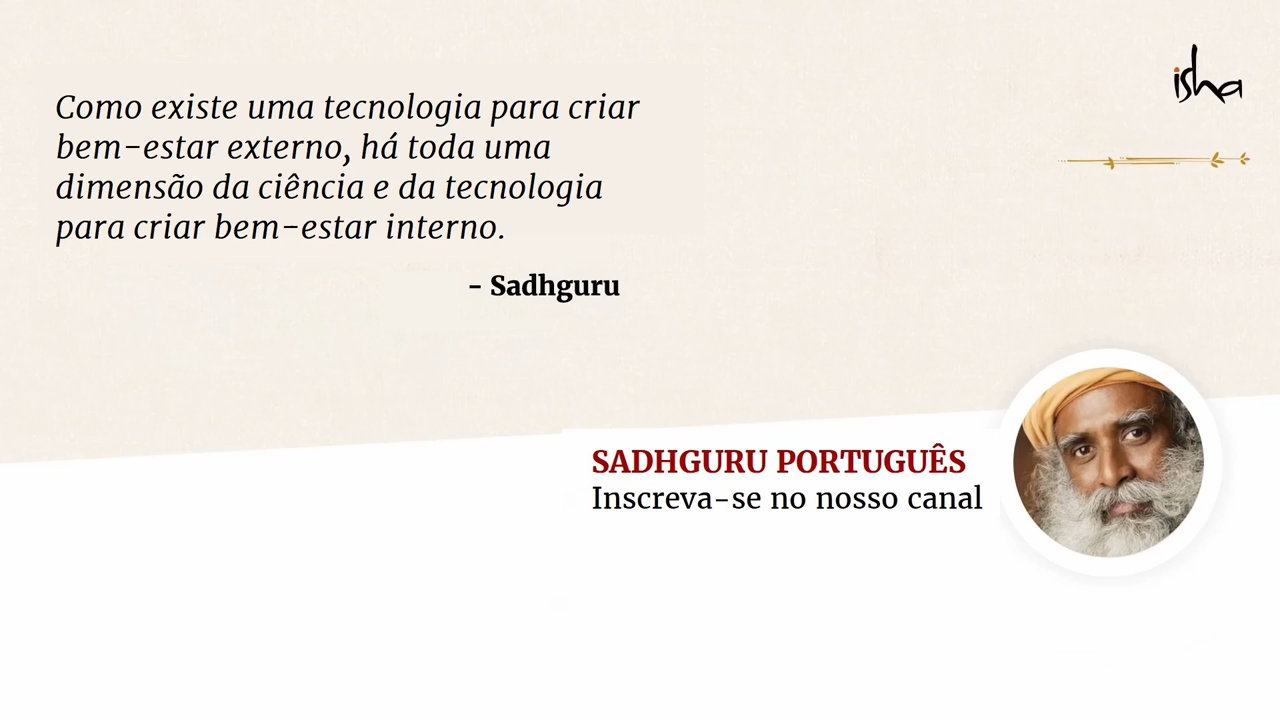 Como existe uma tecnologia para criar
bem-estar externo, há toda uma
dimensão da ciência e da tecnologia
para criar bem-estar interno.
- Sadhguru
isha
SADHGURU PORTUGUÊS
Inscreva-se no nosso canal